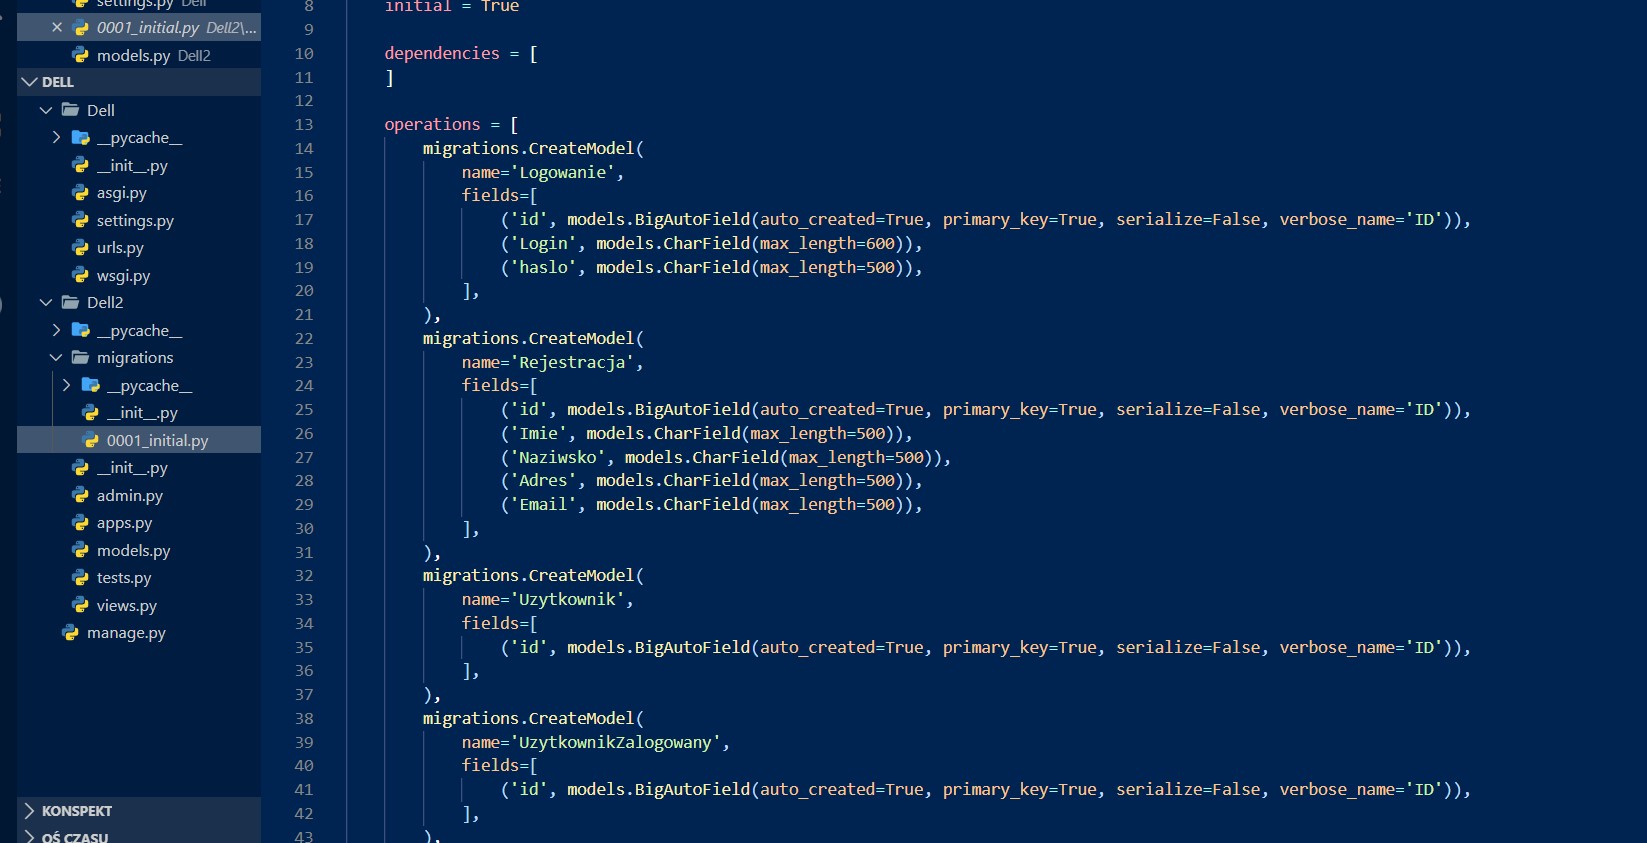 settings.py Dell
0001_initial.py Dell2\...
models.py Dell2
DELL
Dell
__pycache__
__init__.py
asgi.py
settings.py
urls.py
wsgi.py
Dell2
__pycache__
migrations
__pycache__
__init__.py
0001_initial.py
__init__.py
admin.py
apps.py
models.py
tests.py
views.py
manage.py
KONSPEKT
OŚ CZASU
8 initial = True
9
10 dependencies = [
11 ]
12
13 operations = [
14 migrations.CreateModel(
15 name='Logowanie',
16 fields=[
17 ('id', models.BigAutoField(auto_created=True, primary_key=True, serialize=False, verbose_name='ID')),
18 ('Login', models.CharField(max_length=600)),
19 ('haslo', models.CharField(max_length=500)),
20 ],
21 ),
22 migrations.CreateModel(
23 name='Rejestracja',
24 fields=[
25 ('id', models.BigAutoField(auto_created=True, primary_key=True, serialize=False, verbose_name='ID')),
26 ('Imie', models.CharField(max_length=500)),
27 ('Naziwsko', models.CharField(max_length=500)),
28 ('Adres', models.CharField(max_length=500)),
29 ('Email', models.CharField(max_length=500)),
30 ],
31 ),
32 migrations.CreateModel(
33 name='Uzytkownik',
34 fields=[
35 ('id', models.BigAutoField(auto_created=True, primary_key=True, serialize=False, verbose_name='ID')),
36 ],
37 ),
38 migrations.CreateModel(
39 name='UzytkownikZalogowany',
40 fields=[
41 ('id', models.BigAutoField(auto_created=True, primary_key=True, serialize=False, verbose_name='ID')),
42 ],
43 ),